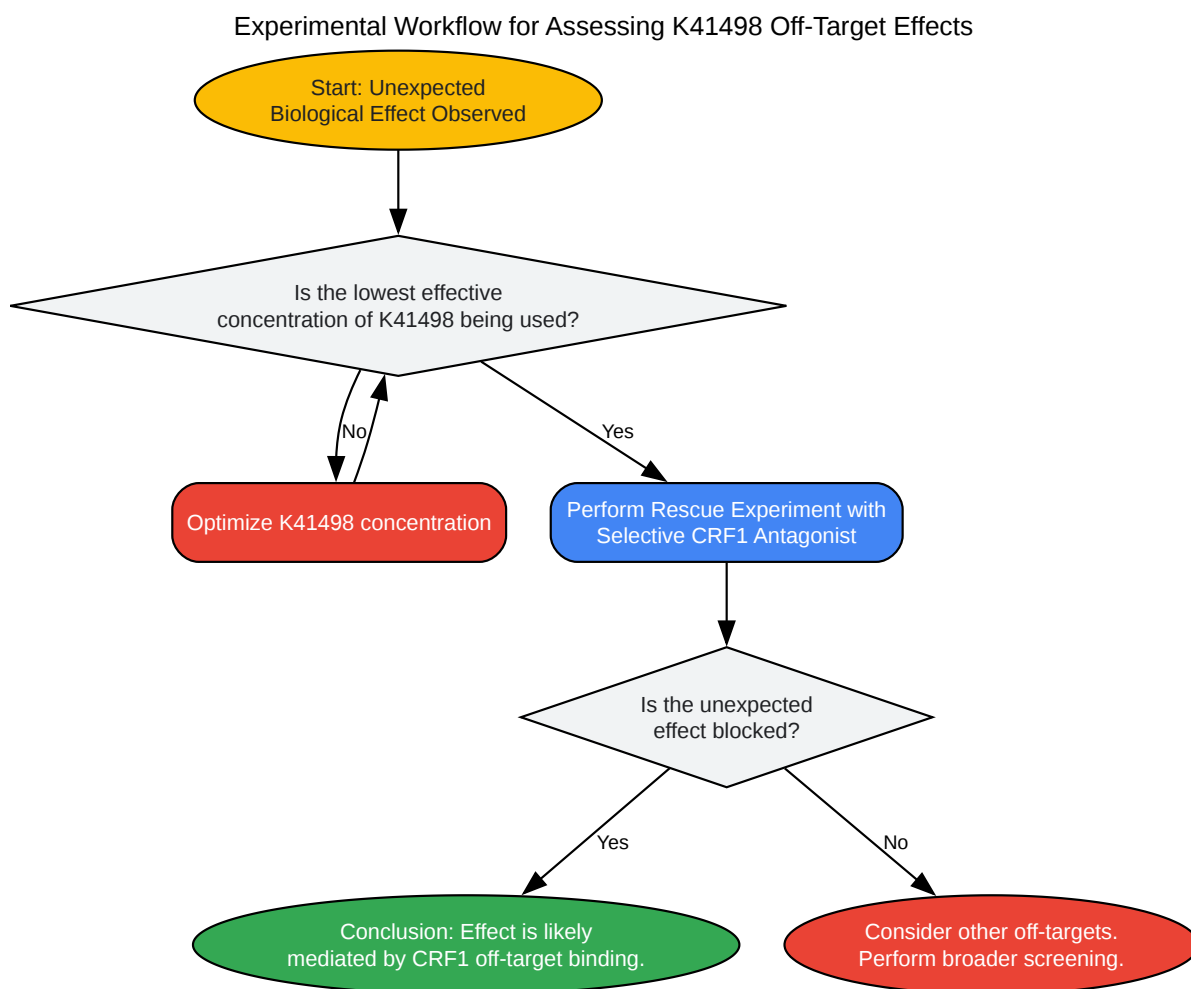 Experimental Workflow for Assessing K41498 Off-Target Effects
Start: Unexpected
Biological Effect Observed
Is the lowest effective
concentration of K41498 being used?
No
Yes
Optimize K41498 concentration
Perform Rescue Experiment with
Selective CRF1 Antagonist
Is the unexpected
effect blocked?
Yes
No
Conclusion: Effect is likely
mediated by CRF1 off-target binding.
Consider other off-targets.
Perform broader screening.